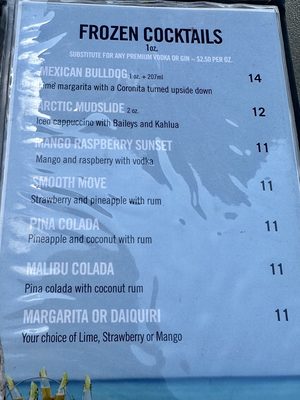 FROZEN COCKTAILS
1oz.
SUBSTITUTE FOR ANY PREMIUM VODKA OR GIN – $2.50 PER OZ.
MEXICAN BULLDOG 1 oz. + 207ml 14
Lime margarita with a Coronita turned upside down
ARCTIC MUDSLIDE 2 oz. 12
Iced cappuccino with Baileys and Kahlua
MANGO RASPBERRY SUNSET 11
Mango and raspberry with vodka
SMOOTH MOVE 11
Strawberry and pineapple with rum
PINA COLADA 11
Pineapple and coconut with rum
MALIBU COLADA 11
Pina colada with coconut rum
MARGARITA OR DAIQUIRI 11
Your choice of Lime, Strawberry or Mango